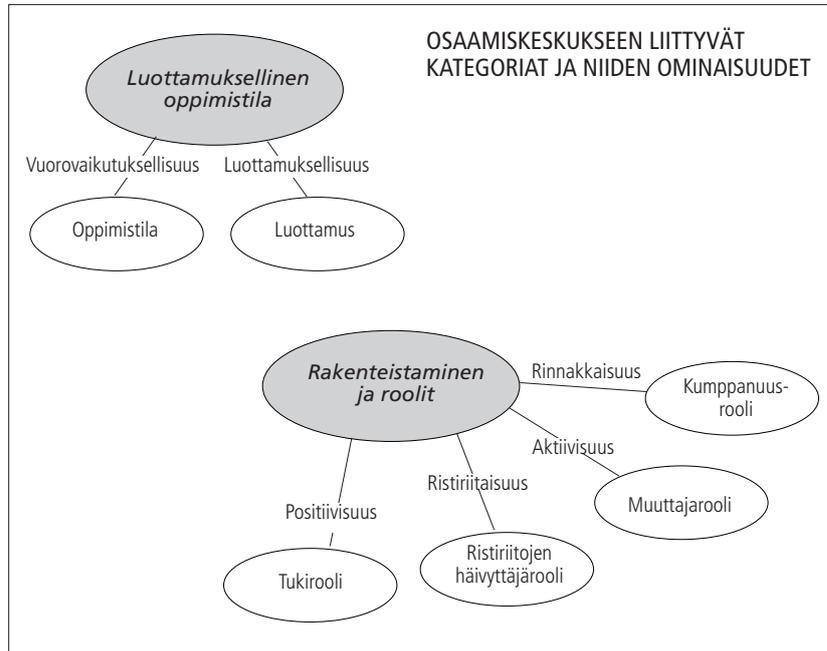 OSAAMISKESKUKSEEN LIITTYVÄT
KATEGORIAT JA NIIDEN OMINAISUUDET
Luottamuksellinen
oppimistila
Vuorovaikutuksellisuus
Luottamuksellisuus
Oppimistila
Luottamus
Rakenteistaminen
ja roolit
Rinnakkaisuus
Kumppanuus-
rooli
Aktiivisuus
Muuttajarooli
Ristiriitaisuus
Ristiriitojen
häivyttäjärooli
Positiivisuus
Tukirooli